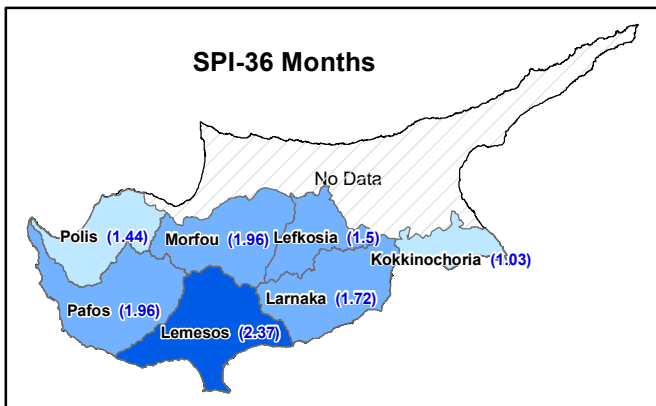 SPI-36 Months
No Data
Polis (1.44)
Morfou (1.96)
Lefkosia (1.5)
Kokkinochoria (1.03)
Pafos (1.96)
Larnaka (1.72)
Lemesos (2.37)